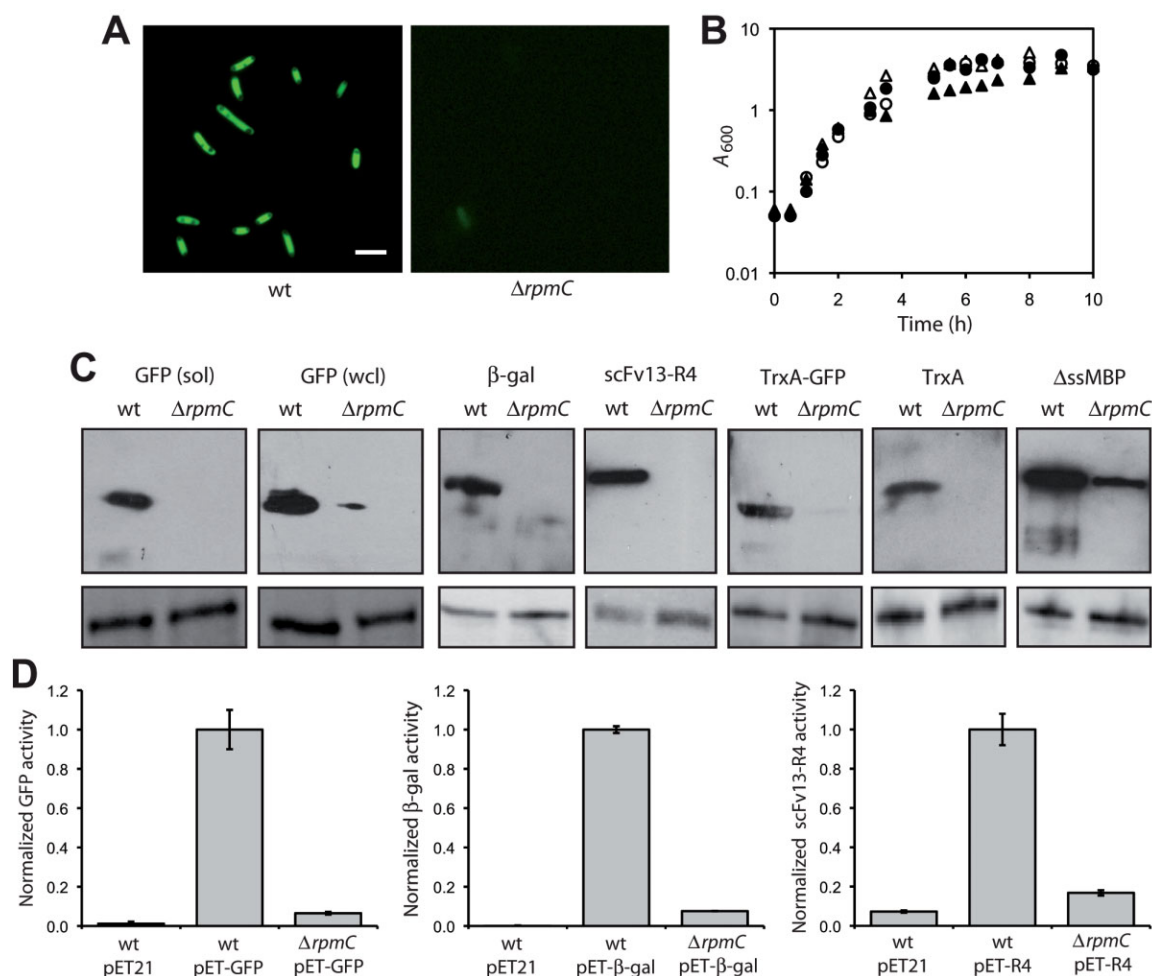 A
wt
ΔrpmC
B
A600
10
1
0.1
0.01
0 2 4 6 8 10
Time (h)
C
GFP (sol) GFP (wcl) β-gal scFv13-R4 TrxA-GFP TrxA ΔssMBP
wt ΔrpmC wt ΔrpmC wt ΔrpmC wt ΔrpmC wt ΔrpmC wt ΔrpmC wt ΔrpmC
D
Normalized GFP activity
1.2
1.0
0.8
0.6
0.4
0.2
0.0
wt wt ΔrpmC
pET21 pET-GFP pET-GFP
Normalized β-gal activity
1.2
1.0
0.8
0.6
0.4
0.2
0.0
wt wt ΔrpmC
pET21 pET-β-gal pET-β-gal
Normalized scFv13-R4 activity
1.2
1.0
0.8
0.6
0.4
0.2
0.0
wt wt ΔrpmC
pET21 pET-R4 pET-R4